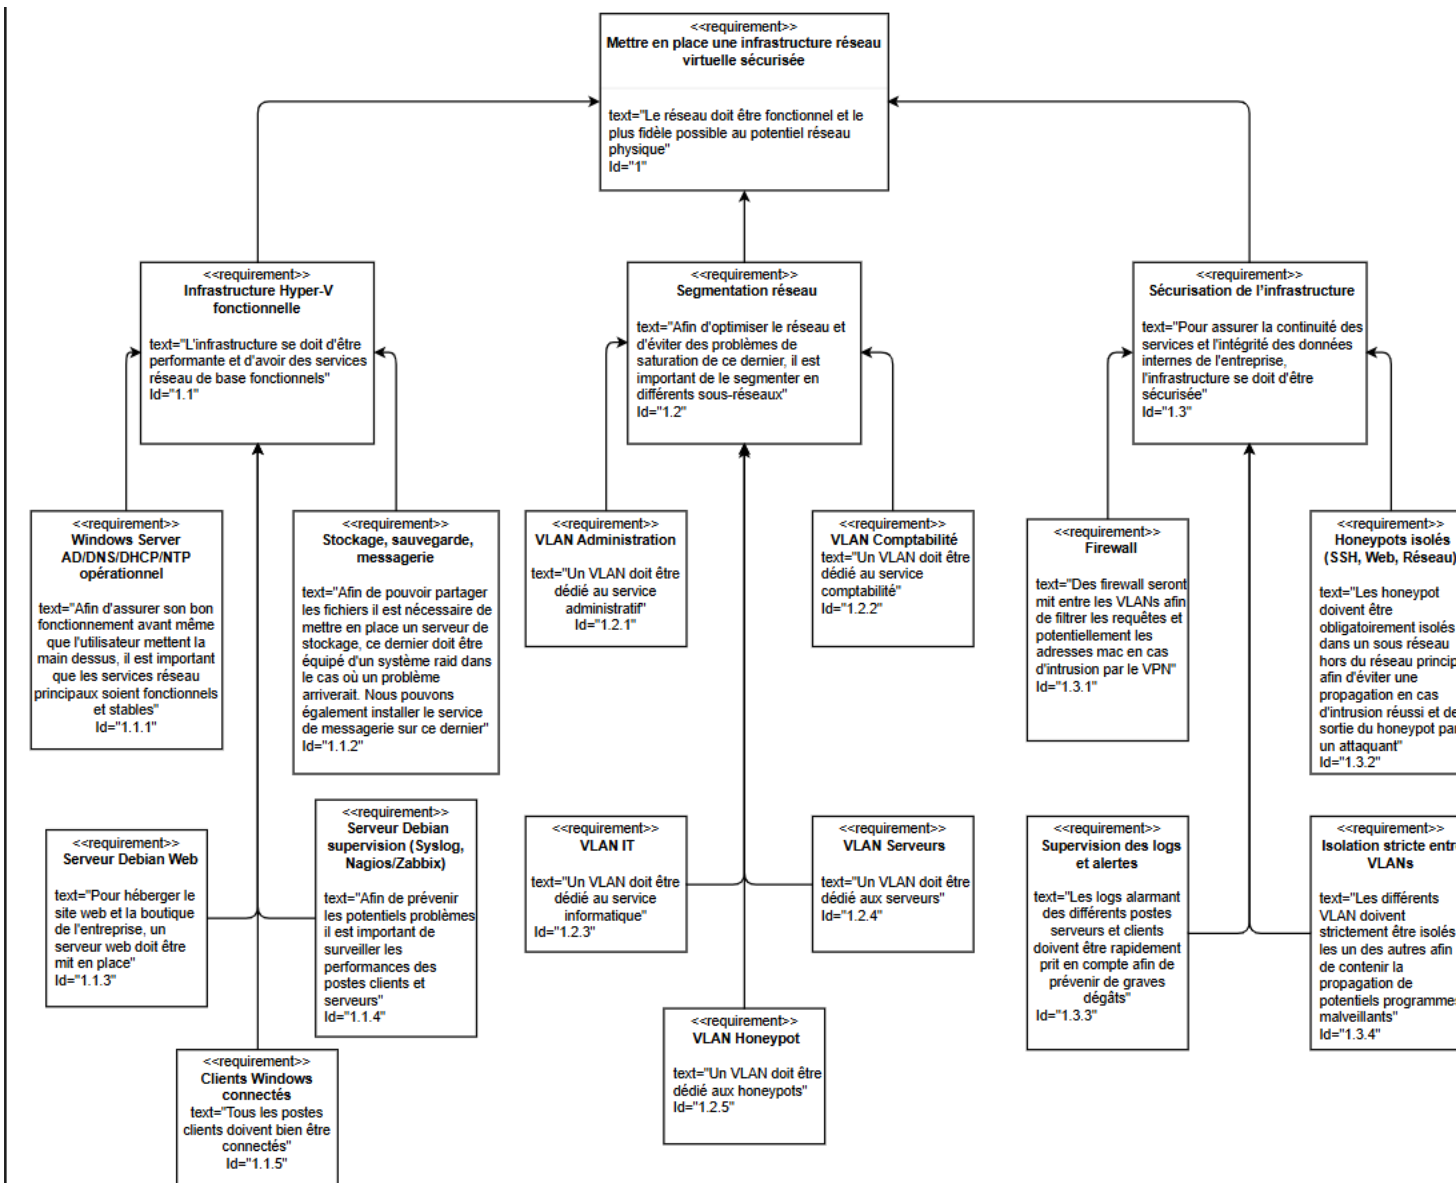 <<requirement>>
Mettre en place une infrastructure réseau
virtuelle sécurisée
text="Le réseau doit être fonctionnel et le
plus fidèle possible au potentiel réseau
physique"
Id="1"
<<requirement>>
Infrastructure Hyper-V
fonctionnelle
text="L'infrastructure se doit d'être
performante et d'avoir des services
réseau de base fonctionnels"
Id="1.1"
<<requirement>>
Segmentation réseau
text="Afin d'optimiser le réseau et
d'éviter des problèmes de
saturation de ce dernier, il est
important de le segmenter en
différents sous-réseaux"
Id="1.2"
<<requirement>>
Sécurisation de l'infrastructure
text="Pour assurer la continuité des
services et l'intégrité des données
internes de l'entreprise,
l'infrastructure se doit d'être
sécurisée"
Id="1.3"
<<requirement>>
Windows Server
AD/DNS/DHCP/NTP
opérationnel
text="Afin d'assurer son bon
fonctionnement avant même
que l'utilisateur mettent la
main dessus, il est important
que les services réseau
principaux soient fonctionnels
et stables"
Id="1.1.1"
<<requirement>>
Stockage, sauvegarde,
messagerie
text="Afin de pouvoir partager
les fichiers il est nécessaire de
mettre en place un serveur de
stockage, ce dernier doit être
équipé d'un système raid dans
le cas où un problème
arriverait. Nous pouvons
également installer le service
de messagerie sur ce dernier"
Id="1.1.2"
<<requirement>>
VLAN Administration
text="Un VLAN doit être
dédié au service
administratif"
Id="1.2.1"
<<requirement>>
VLAN Comptabilité
text="Un VLAN doit être
dédié au service
comptabilité"
Id="1.2.2"
<<requirement>>
Firewall
text="Des firewall seront
mit entre les VLANs afin
de filtrer les requêtes et
potentiellement les
adresses mac en cas
d'intrusion par le VPN"
Id="1.3.1"
<<requirement>>
Honeypots isolés
(SSH, Web, Réseau)
text="Les honeypot
doivent être
obligatoirement isolés
dans un sous réseau
hors du réseau princip
afin d'éviter une
propagation en cas
d'intrusion réussi et de
sortie du honeypot par
un attaquant"
Id="1.3.2"
<<requirement>>
Serveur Debian Web
text="Pour héberger le
site web et la boutique
de l'entreprise, un
serveur web doit être
mit en place"
Id="1.1.3"
<<requirement>>
Serveur Debian
supervision (Syslog,
Nagios/Zabbix)
text="Afin de prévenir
les potentiels problèmes
il est important de
surveiller les
performances des
postes clients et
serveurs"
Id="1.1.4"
<<requirement>>
VLAN IT
text="Un VLAN doit être
dédié au service
informatique"
Id="1.2.3"
<<requirement>>
VLAN Serveurs
text="Un VLAN doit être
dédié aux serveurs"
Id="1.2.4"
<<requirement>>
Supervision des logs
et alertes
text="Les logs alarmant
des différents postes
serveurs et clients
doivent être rapidement
prit en compte afin de
prévenir de graves
dégâts"
Id="1.3.3"
<<requirement>>
Isolation stricte entr
VLANs
text="Les différents
VLAN doivent
strictement être isolés
les un des autres afin
de contenir la
propagation de
potentiels programme
malveillants"
Id="1.3.4"
<<requirement>>
Clients Windows
connectés
text="Tous les postes
clients doivent bien être
connectés"
Id="1.1.5"
<<requirement>>
VLAN Honeypot
text="Un VLAN doit être
dédié aux honeypots"
Id="1.2.5"